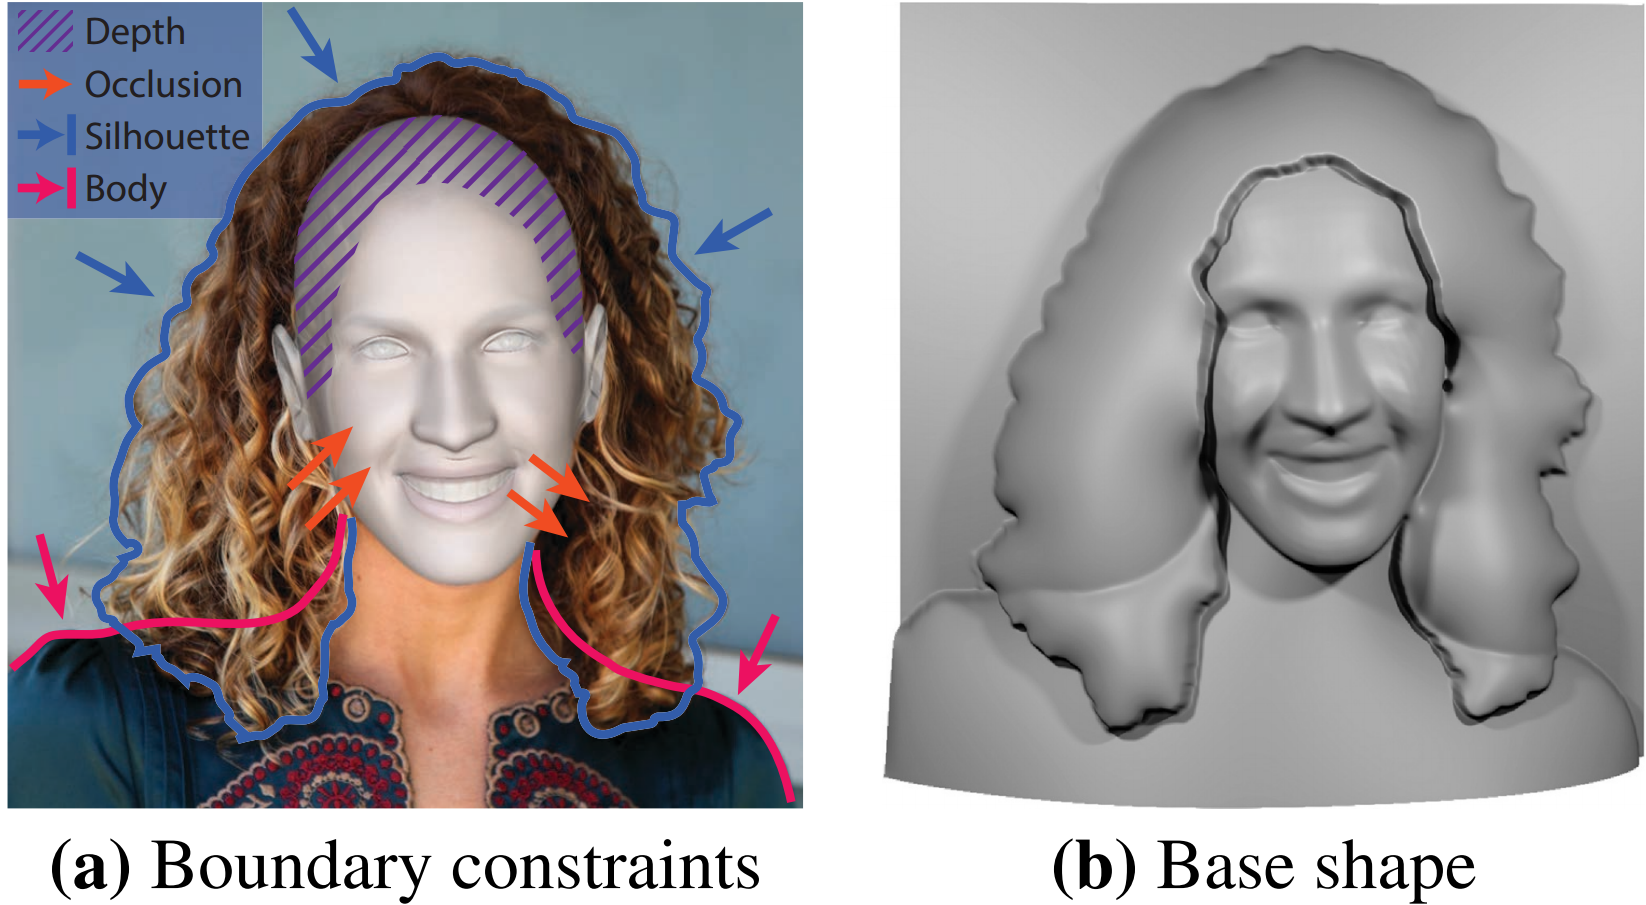 Depth
Occlusion
Silhouette
Body
(a) Boundary constraints
(b) Base shape